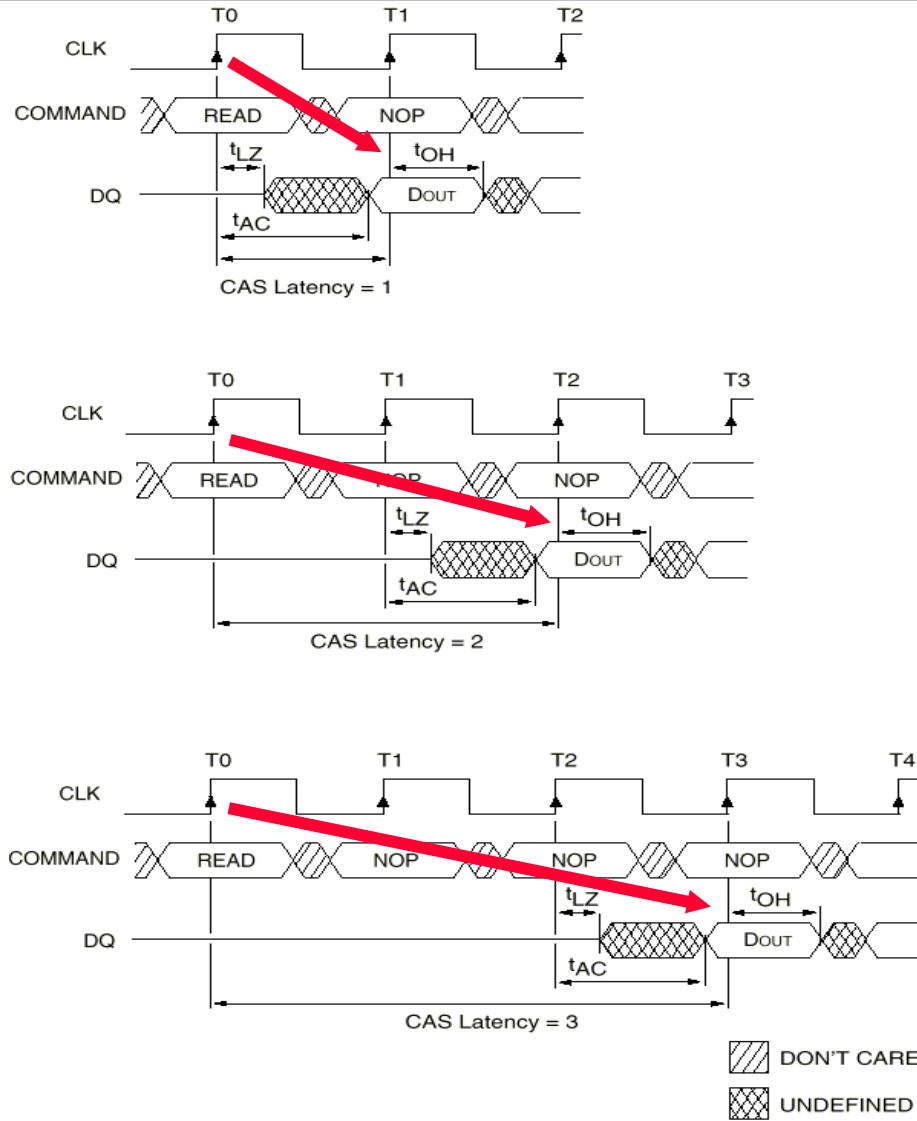 T0 T1 T2
CLK
COMMAND READ NOP
tLZ tOH
DQ DOUT
tAC
CAS Latency = 1
T0 T1 T2 T3
CLK
COMMAND READ NOP NOP
tLZ tOH
DQ DOUT
tAC
CAS Latency = 2
T0 T1 T2 T3 T4
CLK
COMMAND READ NOP NOP NOP
tLZ tOH
DQ DOUT
tAC
CAS Latency = 3
DON'T CARE
UNDEFINED